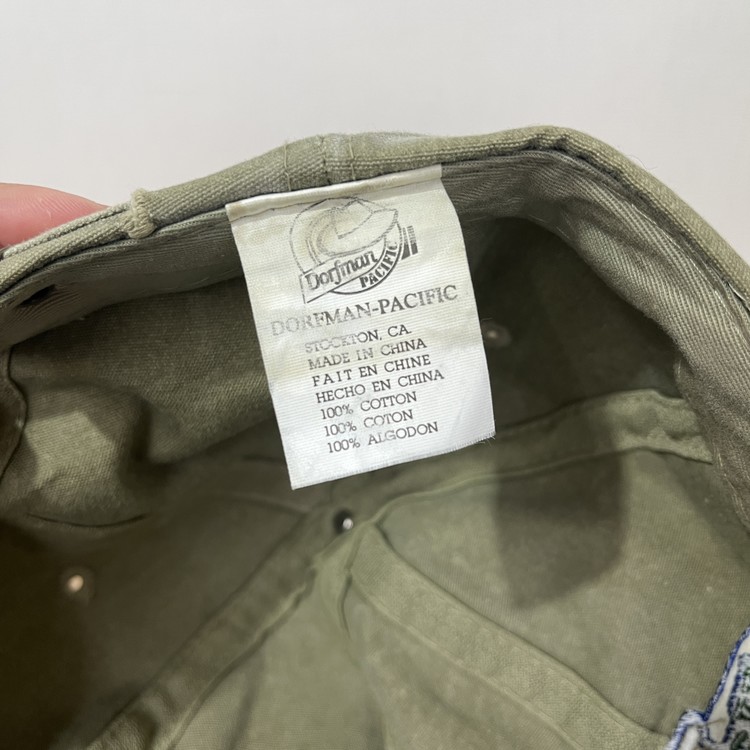 Dorfman
PACIFIC
DORFMAN-PACIFIC
STOCKTON, CA.
MADE IN CHINA
FAIT EN CHINE
HECHO EN CHINA
100% COTTON
100% COTON
100% ALGODON